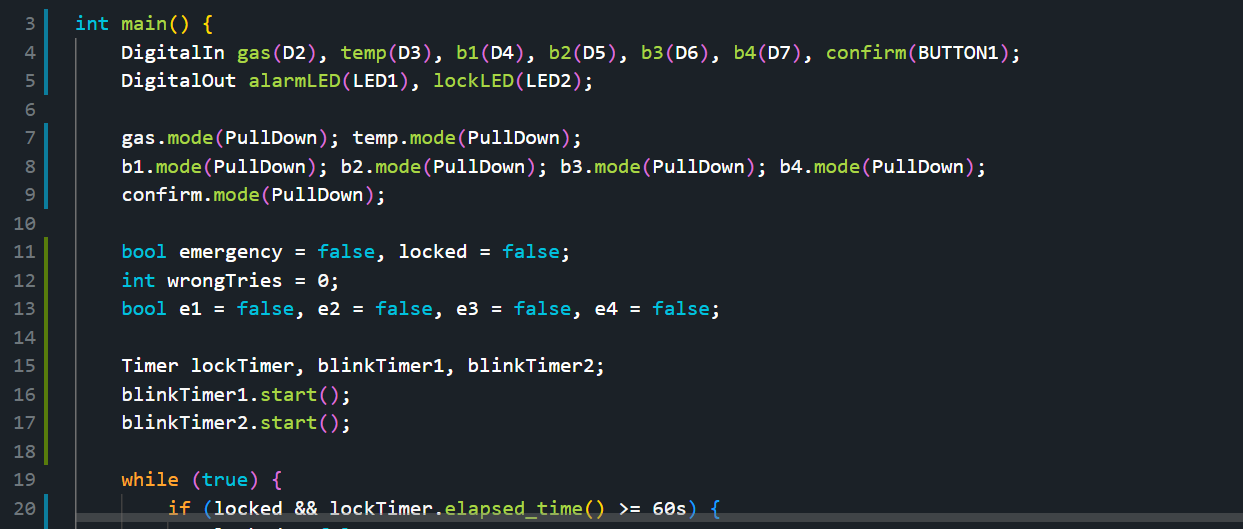 3 int main() {
4 DigitalIn gas(D2), temp(D3), b1(D4), b2(D5), b3(D6), b4(D7), confirm(BUTTON1);
5 DigitalOut alarmLED(LED1), lockLED(LED2);
6
7 gas.mode(PullDown); temp.mode(PullDown);
8 b1.mode(PullDown); b2.mode(PullDown); b3.mode(PullDown); b4.mode(PullDown);
9 confirm.mode(PullDown);
10
11 bool emergency = false, locked = false;
12 int wrongTries = 0;
13 bool e1 = false, e2 = false, e3 = false, e4 = false;
14
15 Timer lockTimer, blinkTimer1, blinkTimer2;
16 blinkTimer1.start();
17 blinkTimer2.start();
18
19 while (true) {
20 if (locked && lockTimer.elapsed_time() >= 60s) {